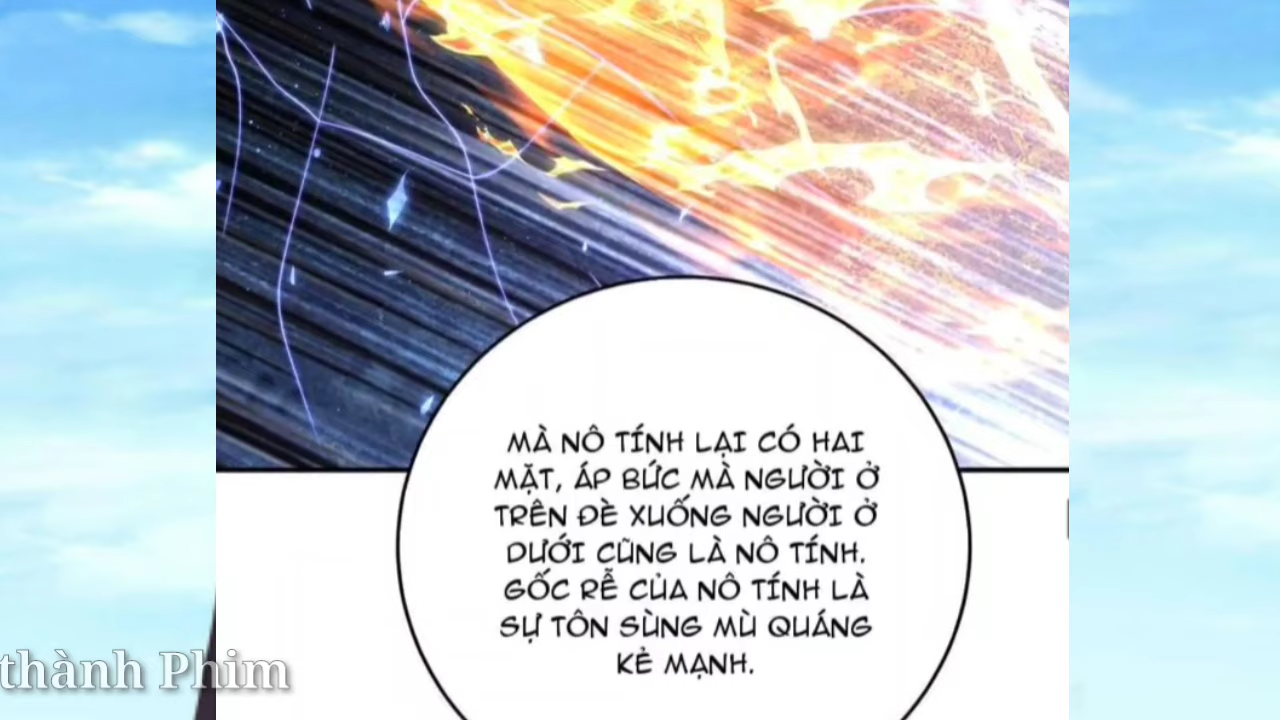 MÀ NÔ TÍNH LẠI CÓ HAI
MẶT, ÁP BỨC MÀ NGƯỜI Ở
TRÊN ĐÈ XUỐNG NGƯỜI Ở
DƯỚI CŨNG LÀ NÔ TÍNH.
GỐC RỄ CỦA NÔ TÍNH LÀ
SỰ TÔN SÙNG MÙ QUÁNG
KẺ MẠNH.
thành Phim